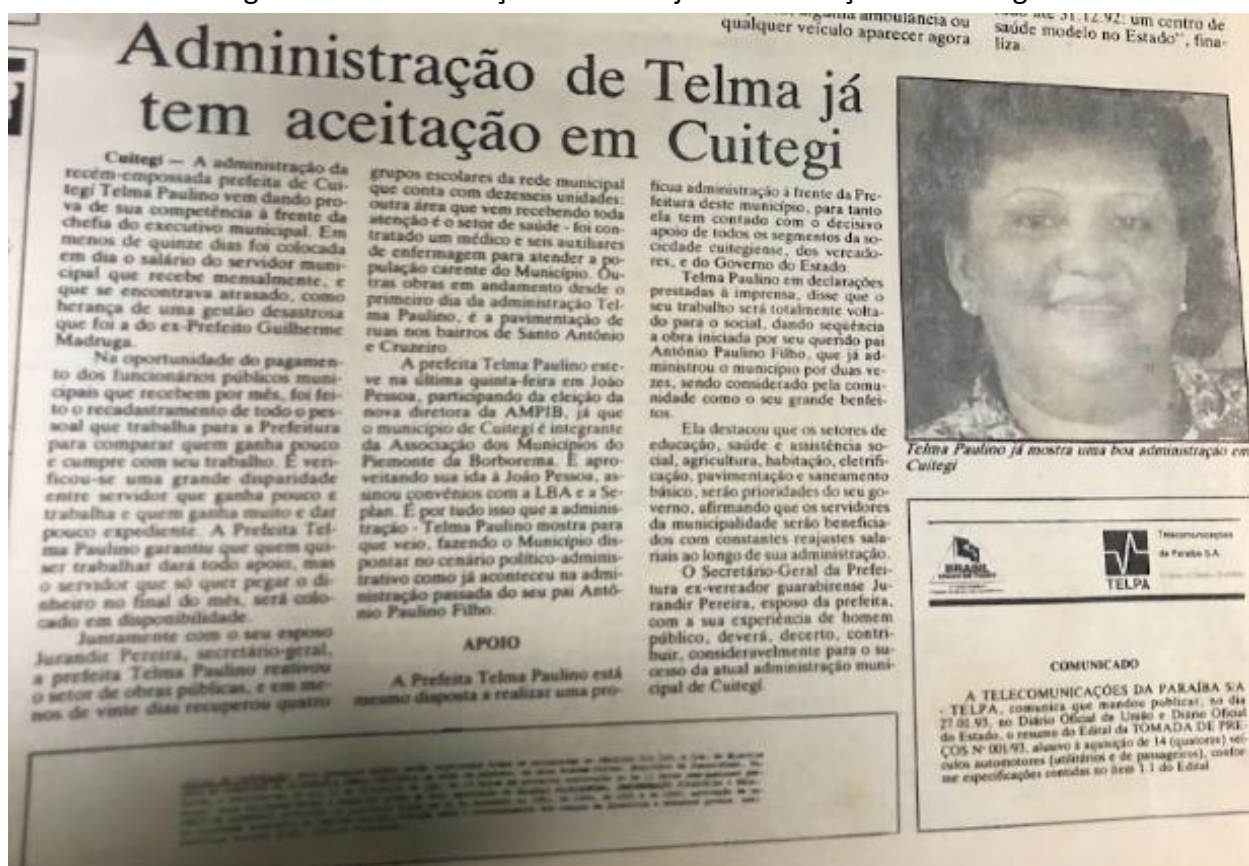 qualquer veículo aparecer agora
saúde modelo no Estado", fina-
liza.
Administração de Telma já
tem aceitação em Cuitegi
Cuitegi — A administração da
recém-empossada prefeita de Cui-
tegi Telma Paulino vem dando pro-
va de sua competência à frente da
chefia do executivo municipal. Em
menos de quinze dias foi colocada
em dia o salário do servidor muni-
cipal que recebe mensalmente, e
que se encontrava atrasado, como
herança de uma gestão desastrosa
que foi a do ex-Prefeito Guilherme
Madruga.
Na oportunidade do pagamen-
to dos funcionários públicos muni-
cipais que recebem por mês, foi fei-
to o recadastramento de todo o pes-
soal que trabalha para a Prefeitura
para comparar quem ganha pouco
e cumpre com seu trabalho. E veri-
ficou-se uma grande disparidade
entre servidor que ganha pouco e
trabalha e quem ganha muito e dar
pouco expediente. A Prefeita Tel-
ma Paulino garantiu que quem qui-
ser trabalhar dará todo apoio, mas
o servidor que só quer pegar o di-
nheiro no final do mês, será colo-
cado em disponibilidade.
Juntamente com o seu esposo
Jurandir Pereira, secretário-geral,
a prefeita Telma Paulino reativou
o setor de obras públicas, e em me-
nos de vinte dias recuperou quatro
grupos escolares da rede municipal
que conta com dezesseis unidades:
outra área que vem recebendo toda
atenção é o setor de saúde - foi con-
tratado um médico e seis auxiliares
de enfermagem para atender a po-
pulação carente do Município. Ou-
tras obras em andamento desde o
primeiro dia da administração Tel-
ma Paulino, é a pavimentação de
ruas nos bairros de Santo Antônio
e Cruzeiro.
A prefeita Telma Paulino este-
ve na última quinta-feira em João
Pessoa, participando da eleição da
nova diretora da AMPIB, já que
o município de Cuitegi é integrante
da Associação dos Municípios do
Piemonte da Borborema. E apro-
veitando sua ida à João Pessoa, as-
sinou convênios com a LBA e a Se-
plan. É por tudo isso que a adminis-
tração - Telma Paulino mostra para
que veio, fazendo o Município dis-
pontar no cenário político-adminis-
trativo como já aconteceu na admi-
nistração passada do seu pai Antô-
nio Paulino Filho.
APOIO
A Prefeita Telma Paulino está
mesmo disposta a realizar uma pro-
fícua administração à frente da Pre-
feitura deste município, para tanto
ela tem contado com o decisivo
apoio de todos os segmentos da so-
ciedade cuitegiense, dos vereado-
res, e do Governo do Estado.
Telma Paulino em declarações
prestadas à imprensa, disse que o
seu trabalho será totalmente volta-
do para o social, dando seqüência
a obra iniciada por seu querido pai
Antônio Paulino Filho, que já ad-
ministrou o município por duas ve-
zes, sendo considerado pela comu-
nidade como o seu grande benfei-
tos.
Ela destacou que os setores de
educação, saúde e assistência so-
cial, agricultura, habitação, eletrifi-
cação, pavimentação e saneamento
básico, serão prioridades do seu go-
verno, afirmando que os servidores
da municipalidade serão beneficia-
dos com constantes reajustes sala-
riais ao longo de sua administração.
O Secretário-Geral da Prefei-
tura ex-vereador guarabirense Ju-
randir Pereira, esposo da prefeita,
com a sua experiência de homem
público, deverá, decerto, contri-
buir, consideravelmente para o su-
cesso da atual administração muni-
cipal de Cuitegi.
Telma Paulino já mostra uma boa administração em
Cuitegi
BRASIL
TELPA
Telecomunicações
da Paraíba S.A.
COMUNICADO
A TELECOMUNICAÇÕES DA PARAÍBA S/A
- TELPA, comunica que mandou publicar, no dia
27.01.93, no Diário Oficial da União e Diário Oficial
do Estado, o resumo do Edital da TOMADA DE PRE-
ÇOS Nº 001/93, alusivo à aquisição de 14 (quatorze) veí-
culos automotores (utilitários e de passageiros), confor-
me especificações contidas no item 1.1 do Edital.